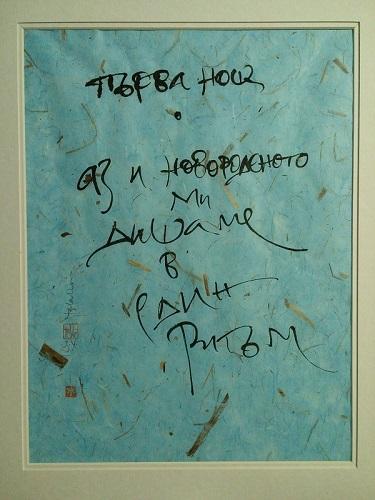 първа нощ
аз и новороденото
ми
дишаме
в
един
ритъм